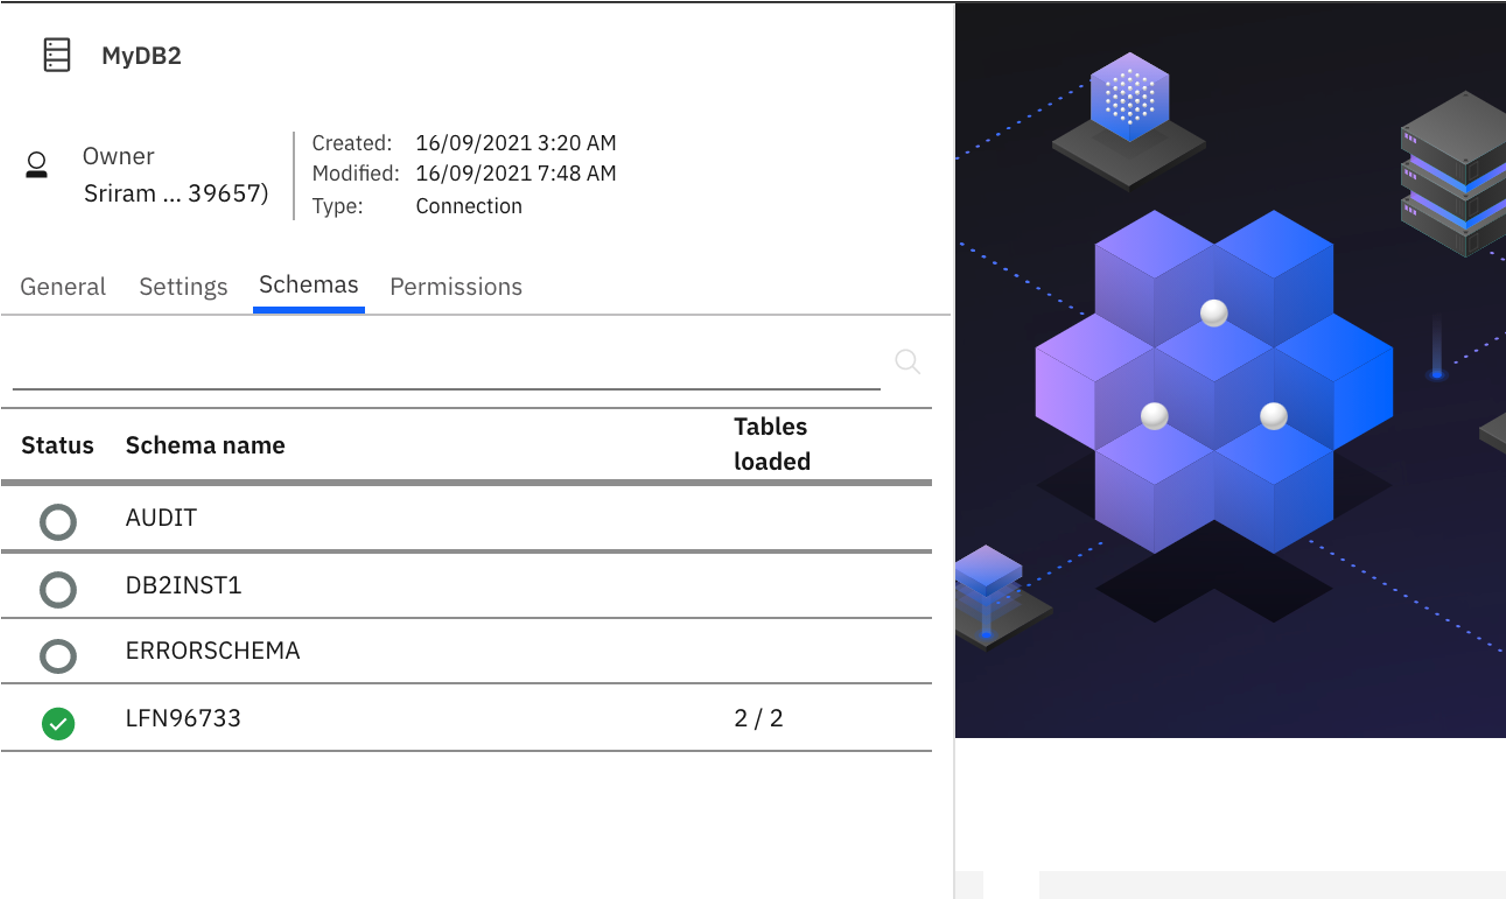 MyDB2
Owner
Sriram ... 39657)
Created: 16/09/2021 3:20 AM
Modified: 16/09/2021 7:48 AM
Type: Connection
General Settings Schemas Permissions
Status Schema name Tables loaded
AUDIT
DB2INST1
ERRORSCHEMA
LFN96733 2 / 2